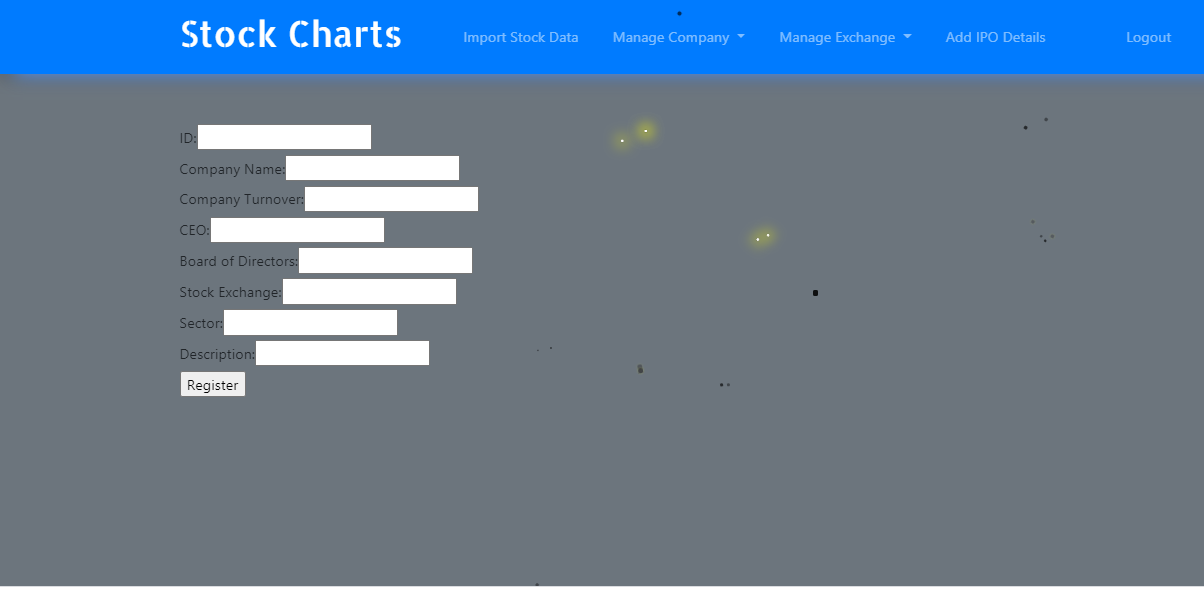 Stock Charts
Import Stock Data Manage Company Manage Exchange Add IPO Details Logout
ID:
Company Name:
Company Turnover:
CEO:
Board of Directors:
Stock Exchange:
Sector:
Description:
Register